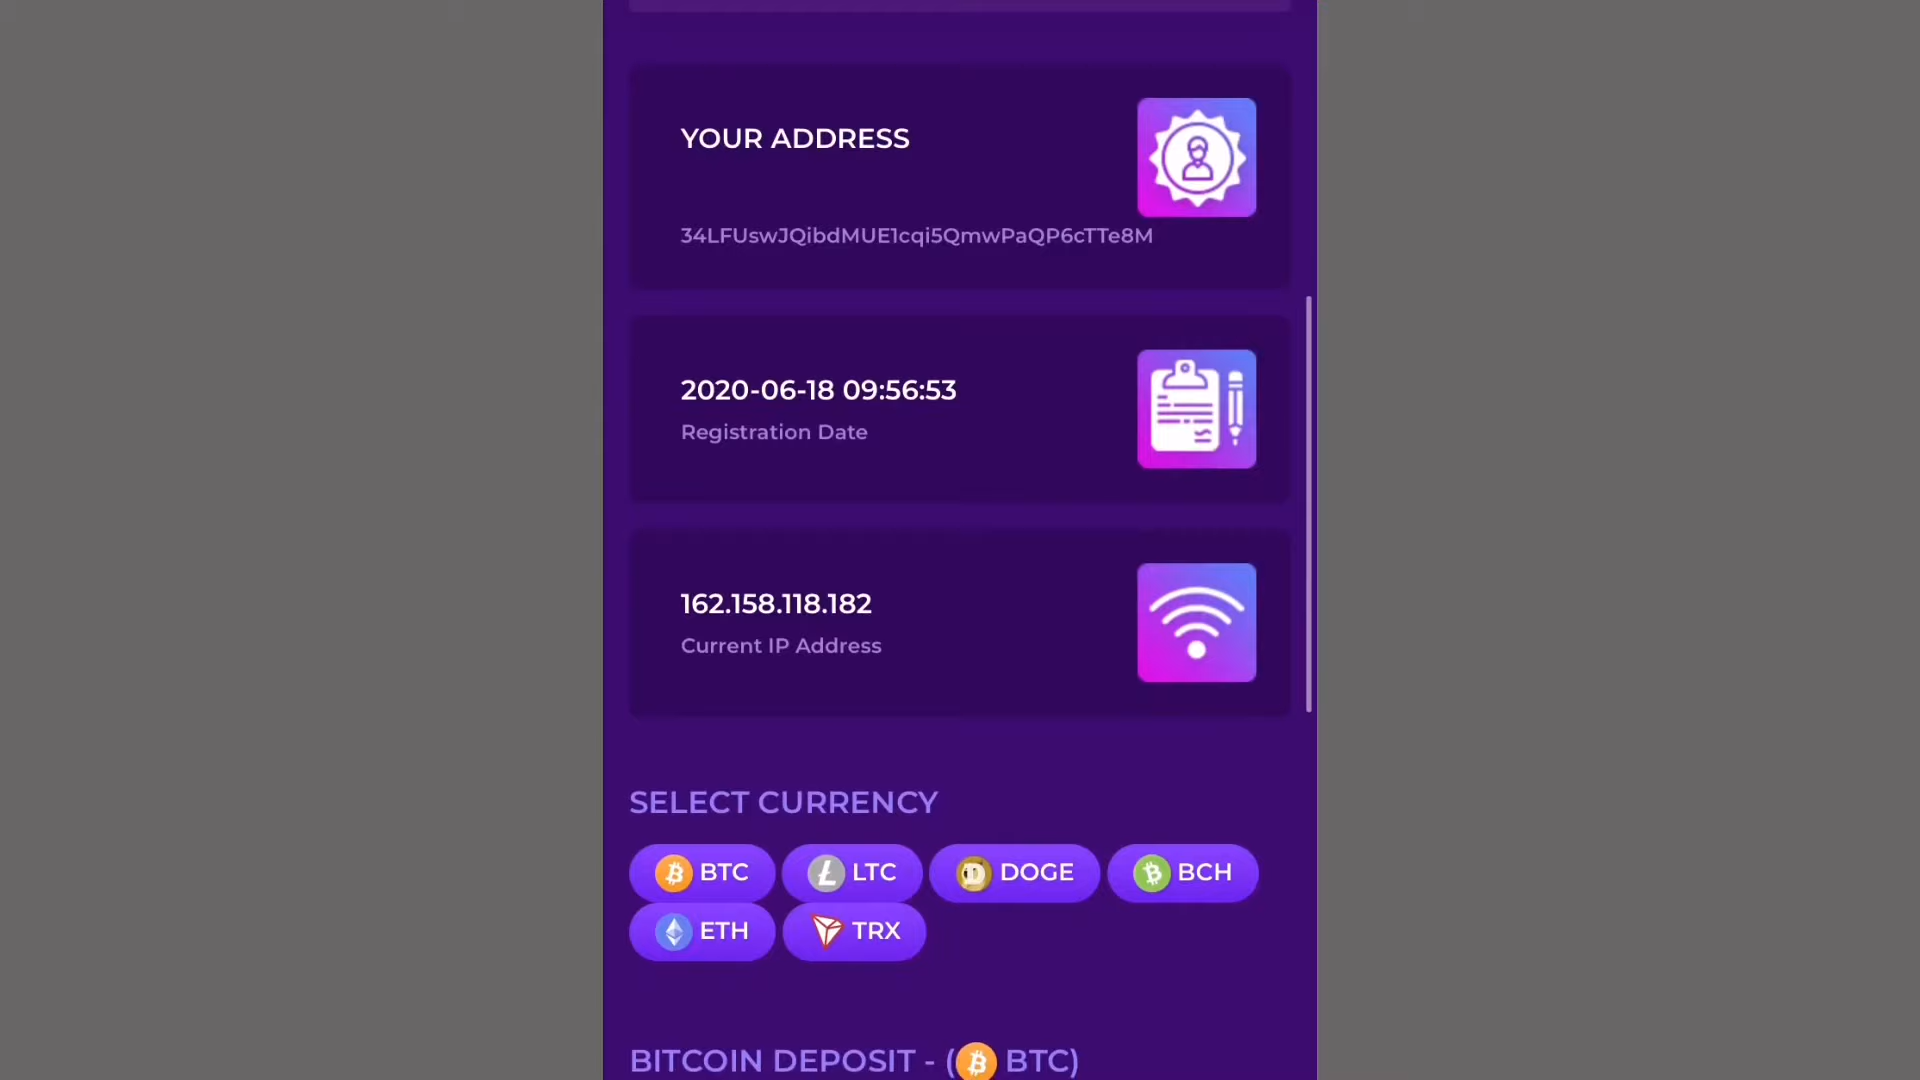 YOUR ADDRESS
34LFUswJQibdMUE1cqi5QmwPaQP6cTTe8M
2020-06-18 09:56:53
Registration Date
162.158.118.182
Current IP Address
SELECT CURRENCY
BTC LTC DOGE BCH
ETH TRX
BITCOIN DEPOSIT - ( BTC)